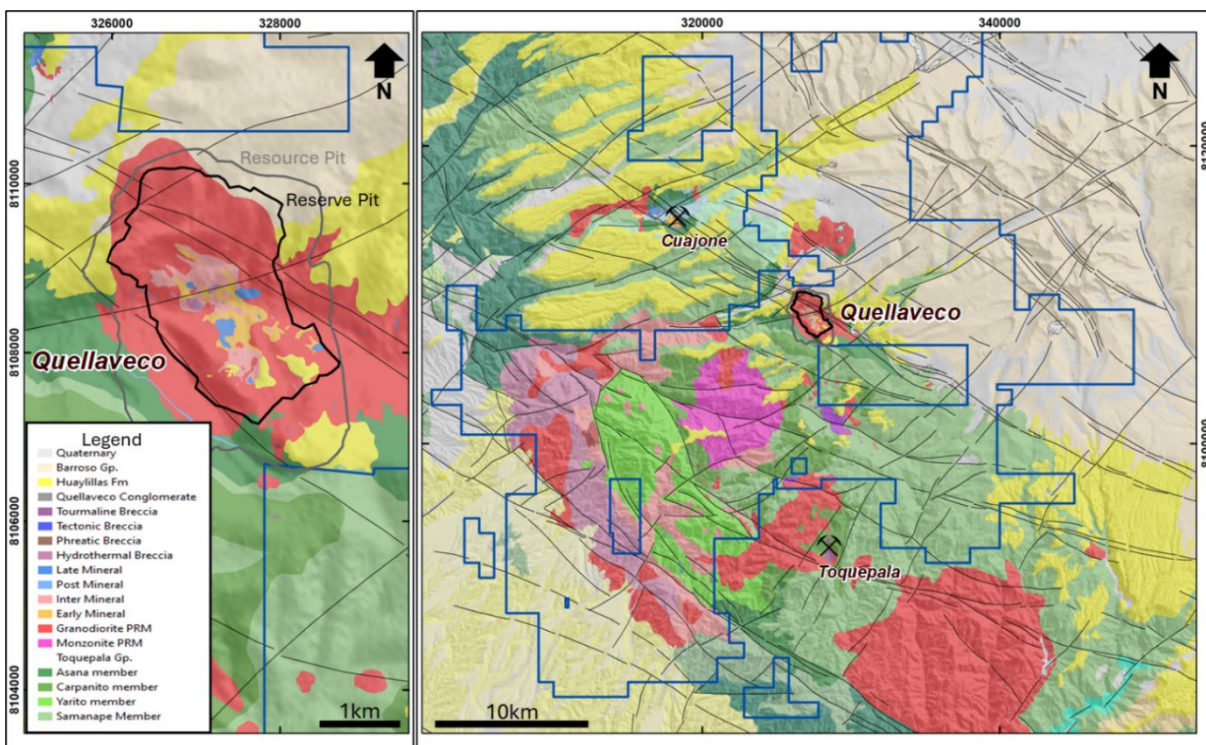 326000
328000
320000
340000
N
N
Resource Pit
Reserve Pit
8110000
8120000
Cuajone
Quellaveco
Quellaveco
8108000
8100000
Legend
Quaternary
Barroso Gp.
Huaylillas Fm
Quellaveco Conglomerate
Tourmaline Breccia
Tectonic Breccia
Phreatic Breccia
Hydrothermal Breccia
Late Mineral
Post Mineral
Inter Mineral
Early Mineral
Granodiorite PRM
Monzonite PRM
Toquepala Gp.
Asana member
Carpanito member
Yarito member
Samanape Member
8106000
Toquepala
8104000
1km
10km